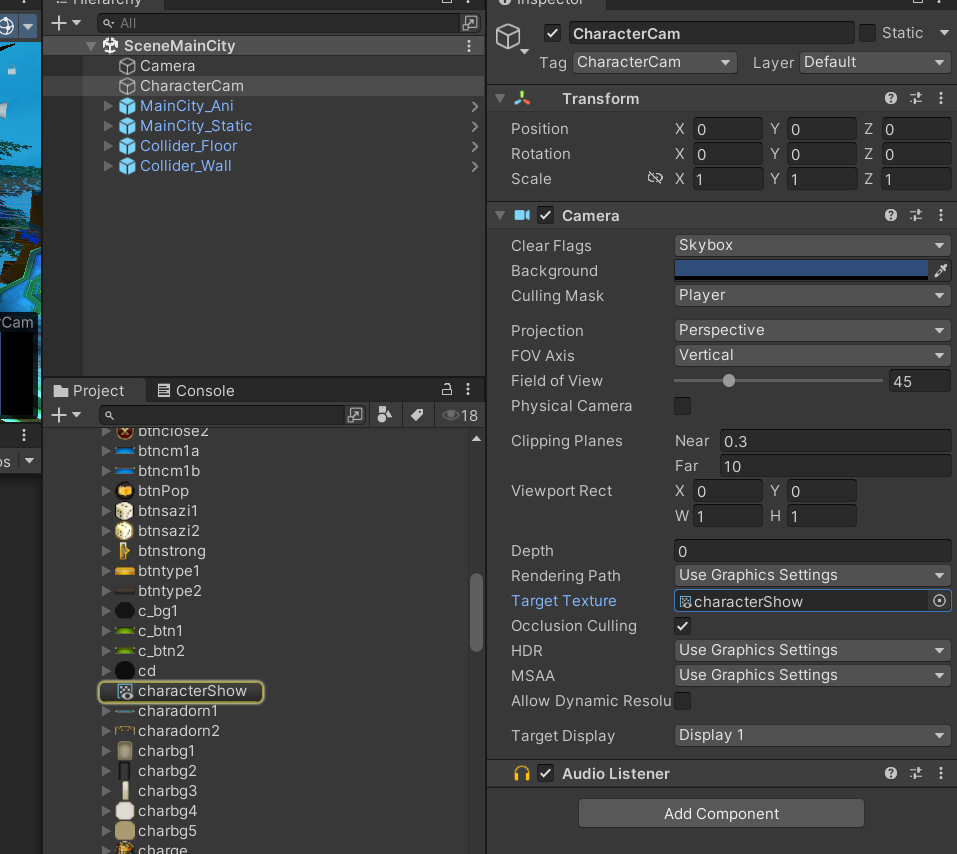 Hierarchy
All
SceneMainCity
Camera
CharacterCam
MainCity_Ani
MainCity_Static
Collider_Floor
Collider_Wall
Project
Console
18
btnclose2
btncm1a
btncm1b
btnPop
btnsazi1
btnsazi2
btnstrong
btntype1
btntype2
c_bg1
c_btn1
c_btn2
cd
characterShow
charadorn1
charadorn2
charbg1
charbg2
charbg3
charbg4
charbg5
charge
Inspector
CharacterCam
Static
Tag CharacterCam Layer Default
Transform
Position X 0 Y 0 Z 0
Rotation X 0 Y 0 Z 0
Scale X 1 Y 1 Z 1
Camera
Clear Flags Skybox
Background
Culling Mask Player
Projection Perspective
FOV Axis Vertical
Field of View 45
Physical Camera
Clipping Planes Near 0.3
Far 10
Viewport Rect X 0 Y 0
W 1 H 1
Depth 0
Rendering Path Use Graphics Settings
Target Texture characterShow
Occlusion Culling
HDR Use Graphics Settings
MSAA Use Graphics Settings
Allow Dynamic Resolu
Target Display Display 1
Audio Listener
Add Component